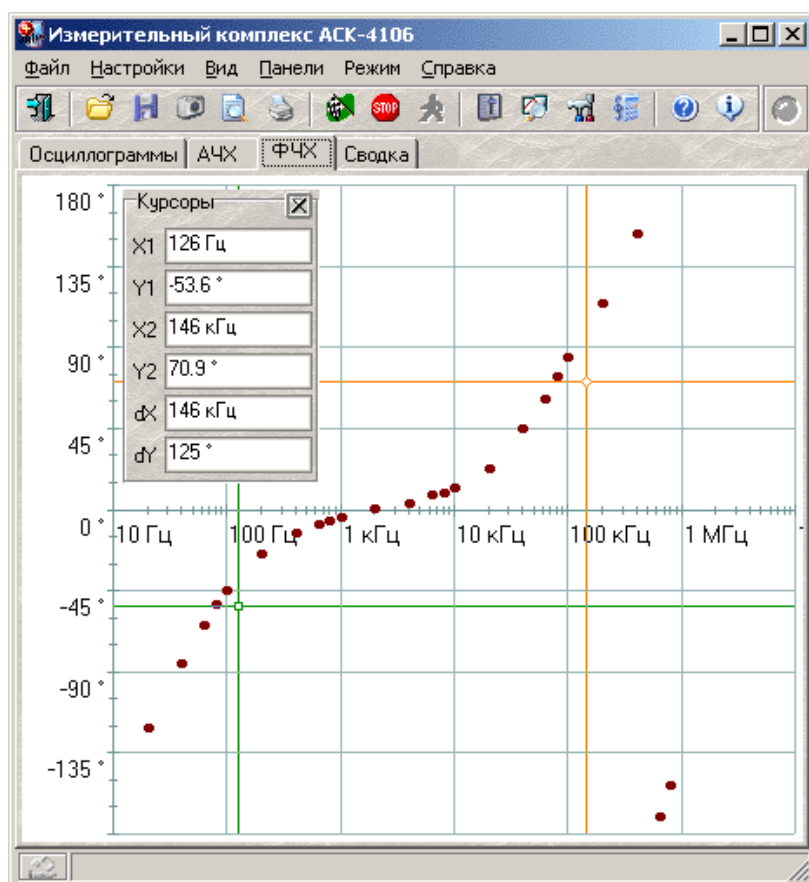 Измерительный комплекс АСК-4106
Файл Настройки Вид Панели Режим Справка
STOP
Осциллограммы АЧХ ФЧХ Сводка
Курсоры
X1 126 Гц
Y1 -53.6 °
X2 146 кГц
Y2 70.9 °
dX 146 кГц
dY 125 °
180 °
135 °
90 °
45 °
0 °
-45 °
-90 °
-135 °
10 Гц 100 Гц 1 кГц 10 кГц 100 кГц 1 МГц